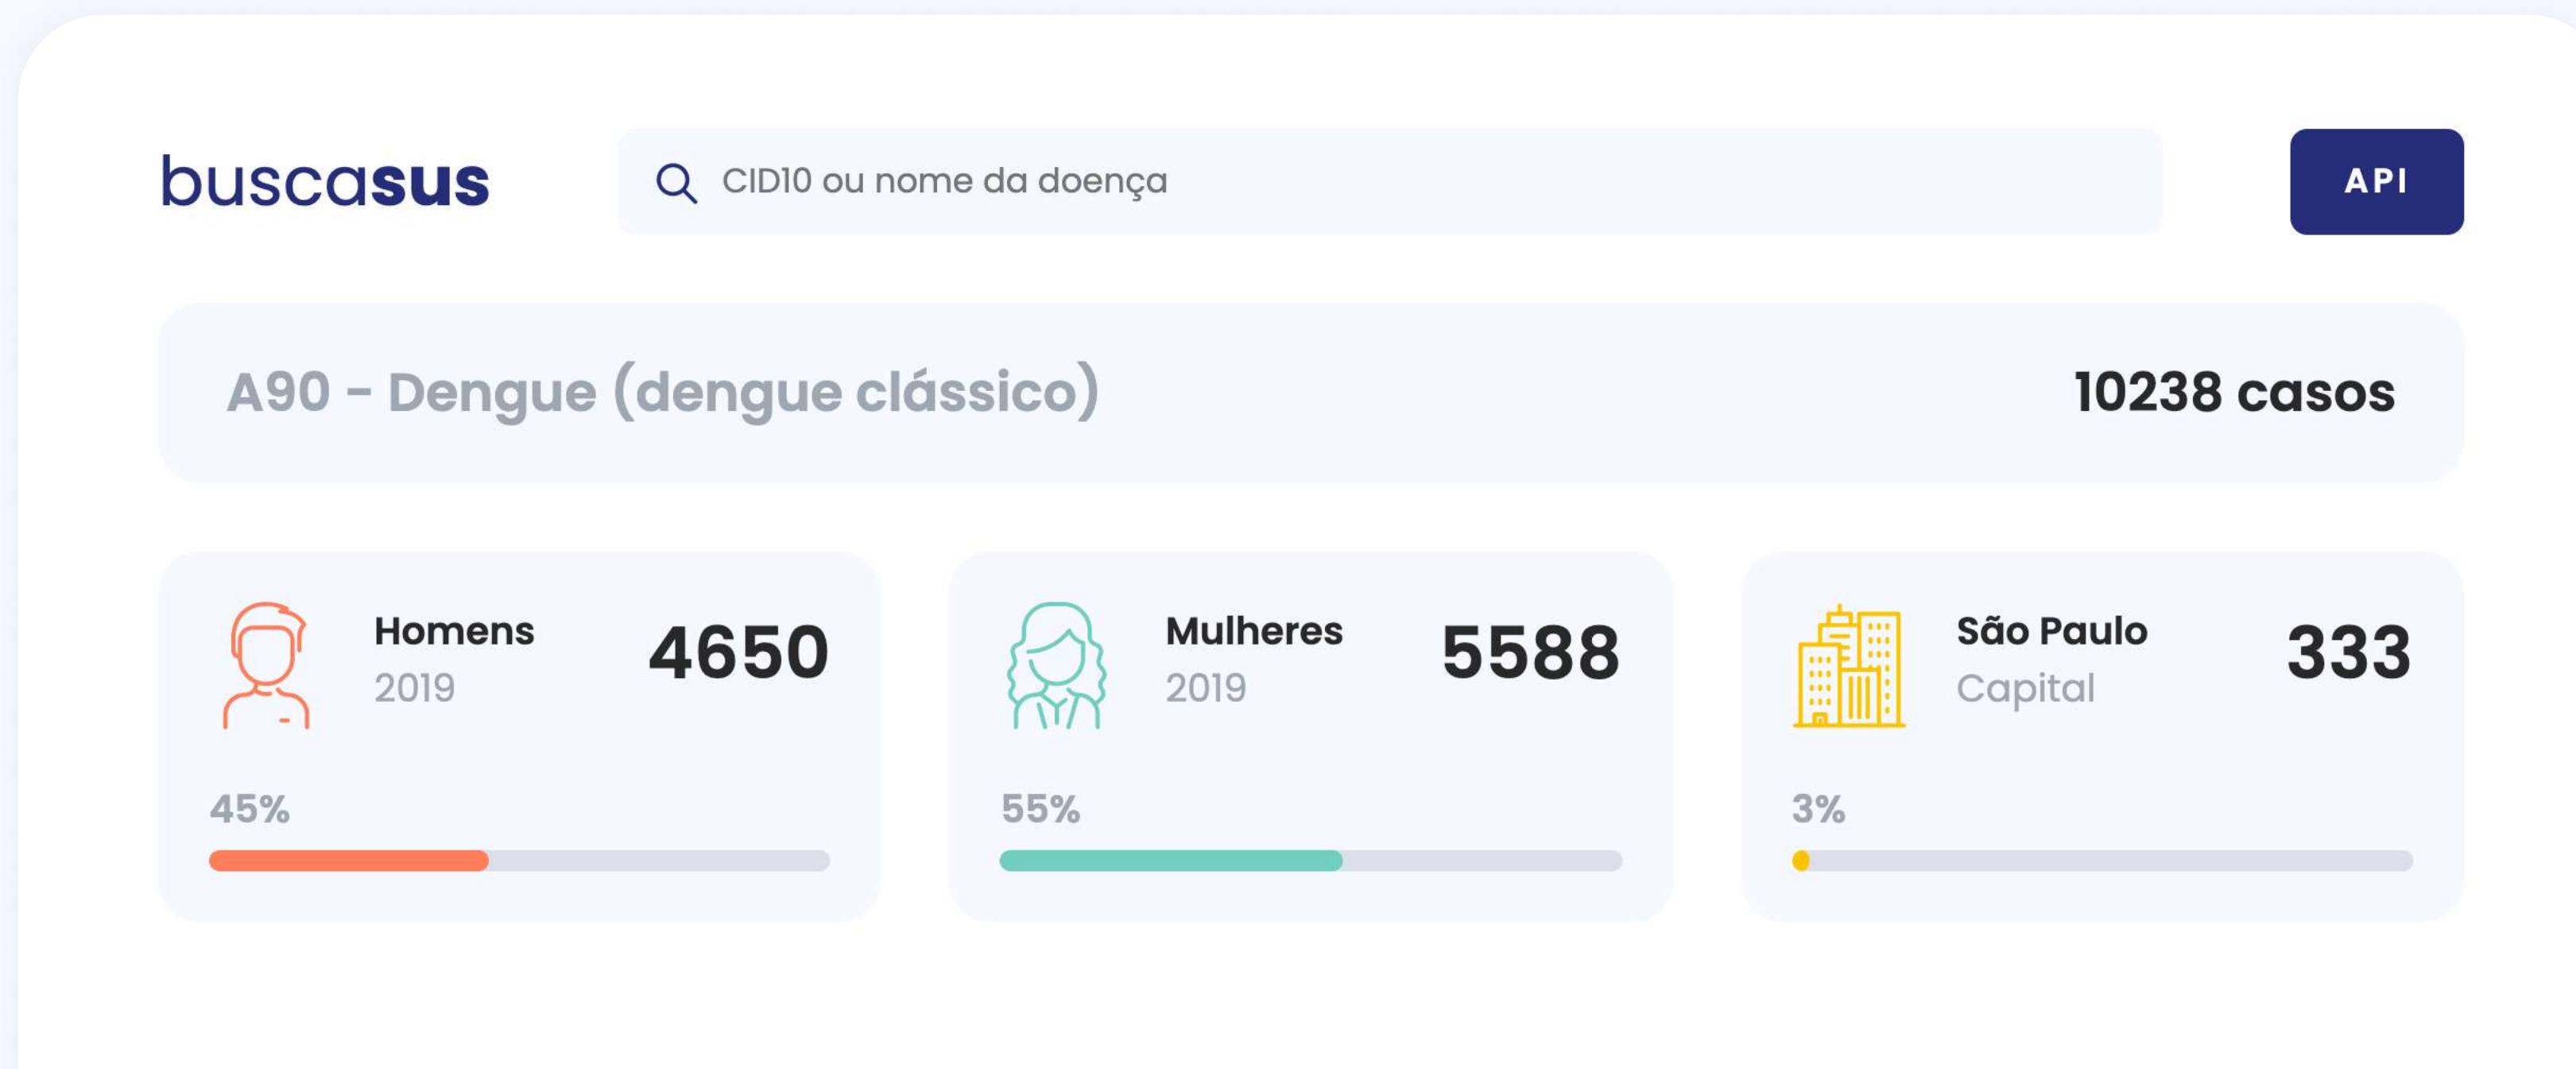 buscasus
CID10 ou nome da doença
API
A90 - Dengue (dengue clássico)
10238 casos
Homens
2019
4650
45%
Mulheres
2019
5588
55%
São Paulo
Capital
333
3%